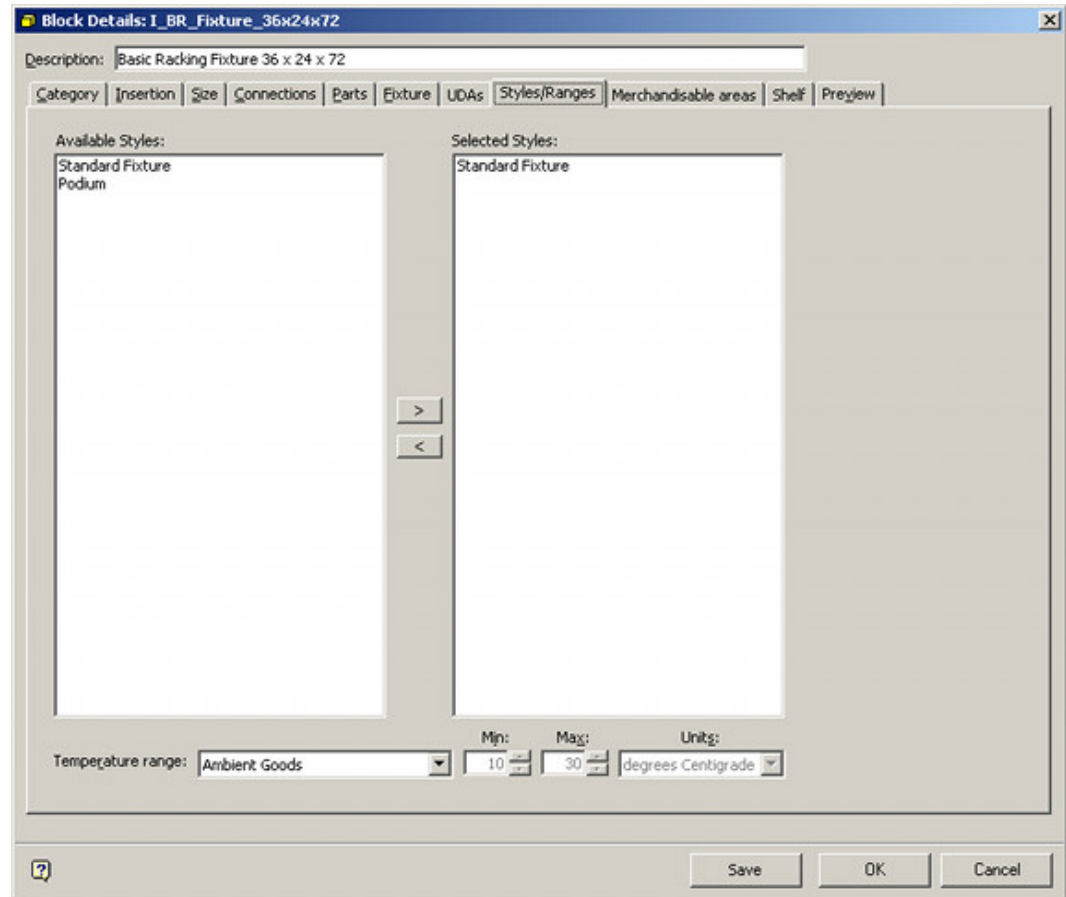 Block Details: I_BR_Fixture_36x24x72
Description: Basic Racking Fixture 36 x 24 x 72
Category Insertion Size Connections Parts Fixture UDAs Styles/Ranges Merchandisable areas Shelf Preview
Available Styles: Selected Styles:
Standard Fixture Standard Fixture
Podium
>
<
Min: Max: Units:
Temperature range: Ambient Goods 10 30 degrees Centigrade
Save OK Cancel